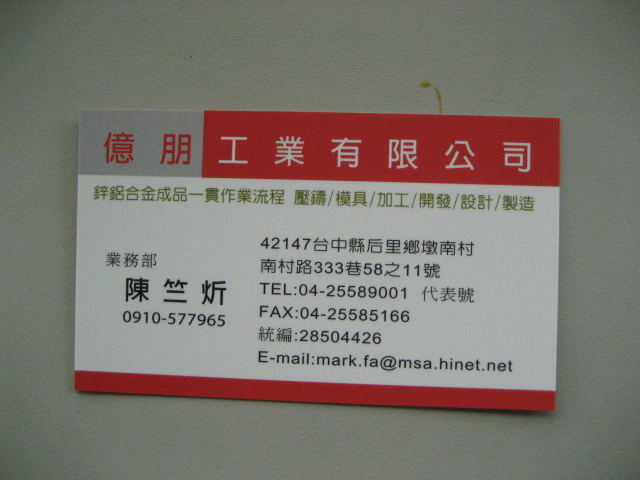 億朋工業有限公司
鋅鋁合金成品一貫作業流程 壓鑄/模具/加工/開發/設計/製造
業務部
陳竺炘
0910-577965
42147台中縣后里鄉墩南村
南村路333巷58之11號
TEL:04-25589001 代表號
FAX:04-25585166
統編:28504426
E-mail:mark.fa@msa.hinet.net